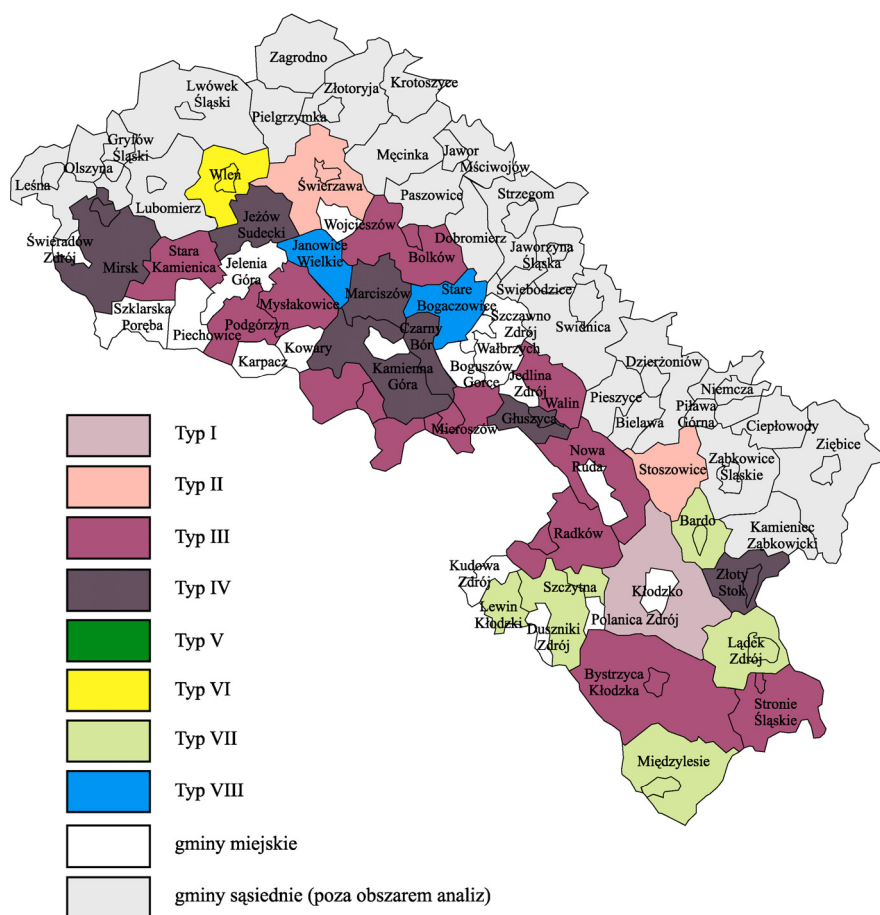 Zagrodno
Lwówek
Śląski
Złotoryja
Krotoszyce
Pielgrzymka
Gryfów
Śląski
Olszyna
Leśna
Wleń
Świerzawa
Męcinka
Jawor
Mściwojów
Lubomierz
Paszowice
Strzegom
Jeżów
Sudecki
Wojcieszów
Dobromierz
Świeradów
Zdrój
Mirsk
Stara
Kamienica
Janowice
Wielkie
Bolków
Jaworzyna
Śląska
Jelenia
Góra
Marciszów
Stare
Bogaczowice
Świebodzice
Szklarska
Poręba
Piechowice
Mysłakowice
Podgórzyn
Szczawno
Zdrój
Swidnica
Karpacz
Kowary
Czarny
Bór
Wałbrzych
Kamienna
Góra
Boguszów
Gorce
Jedlina
Zdrój
Dzierżoniów
Niemcza
Pieszyce
Walin
Bielawa
Piława
Górna
Ciepłowody
Ziębice
Mieroszów
Głuszyca
Nowa
Ruda
Stoszowice
Ząbkowice
Śląskie
Radków
Bardo
Kamieniec
Ząbkowicki
Kudowa
Zdrój
Szczytna
Kłodzko
Złoty
Stok
Lewin
Kłodzki
Duszniki
Zdrój
Polanica Zdrój
Lądek
Zdrój
Bystrzyca
Kłodzka
Stronie
Śląskie
Międzylesie
Typ I
Typ II
Typ III
Typ IV
Typ V
Typ VI
Typ VII
Typ VIII
gminy miejskie
gminy sąsiednie (poza obszarem analiz)